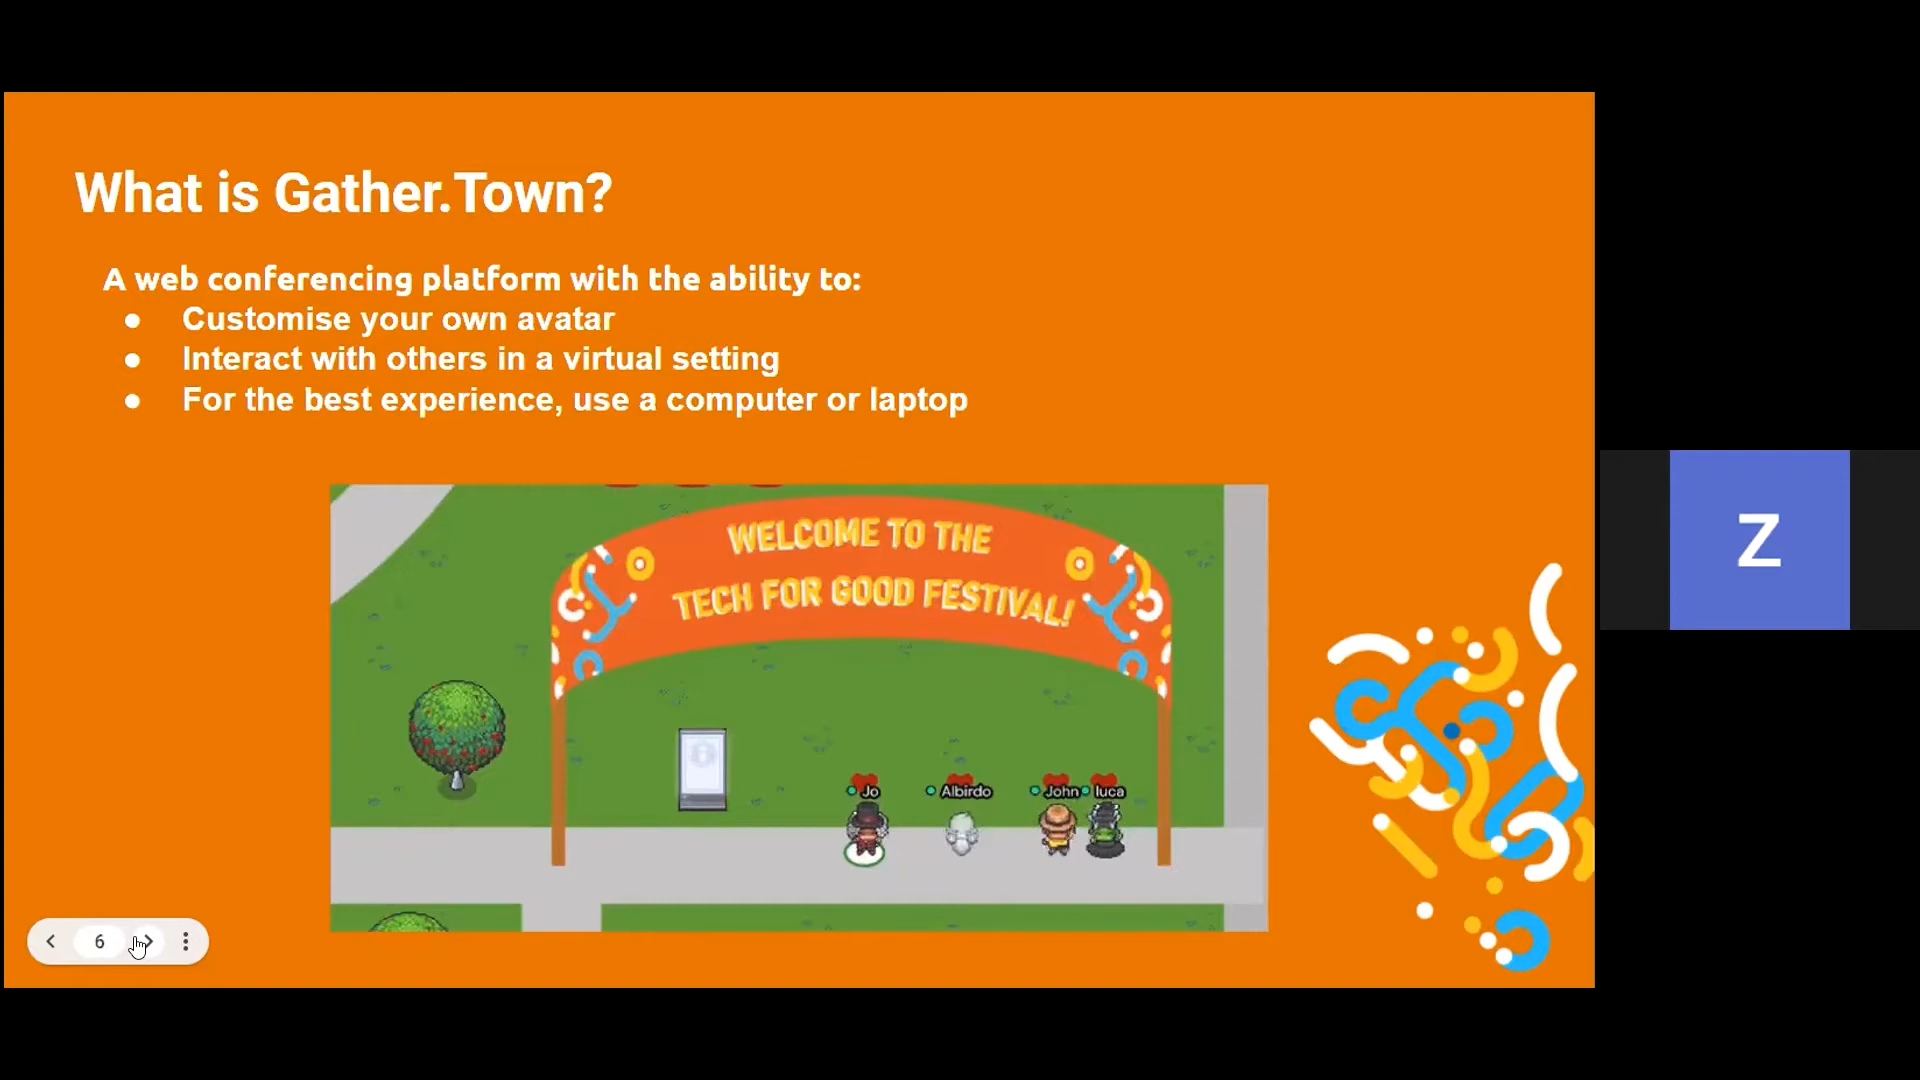 What is Gather.Town?
A web conferencing platform with the ability to:
● Customise your own avatar
● Interact with others in a virtual setting
● For the best experience, use a computer or laptop
WELCOME TO THE
TECH FOR GOOD FESTIVAL!
Jo
Albirdo
John
luca
Z
6